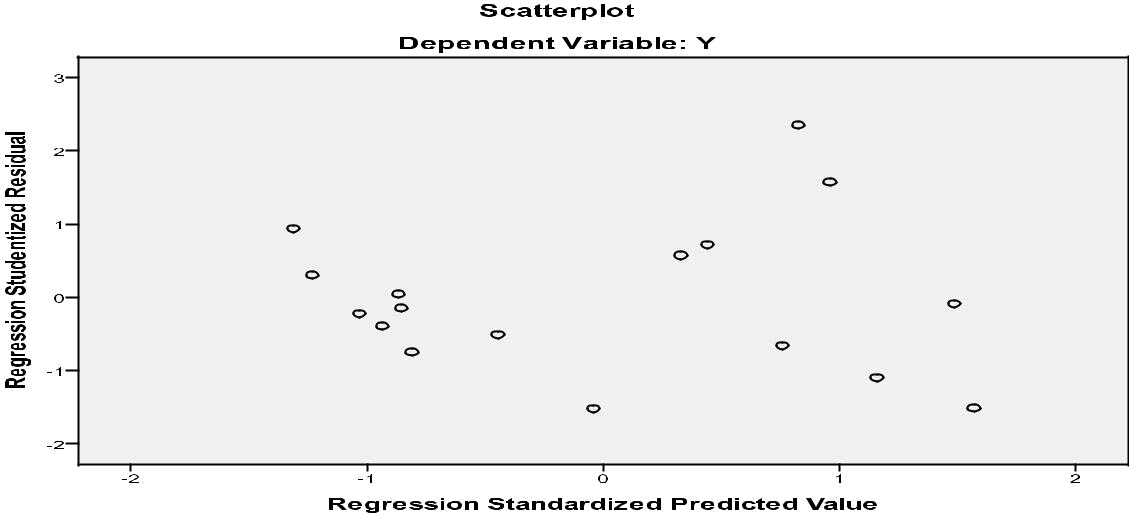 Scatterplot
Dependent Variable: Y
Regression Studentized Residual
3
2
1
0
-1
-2
-2
-1
0
1
2
Regression Standardized Predicted Value